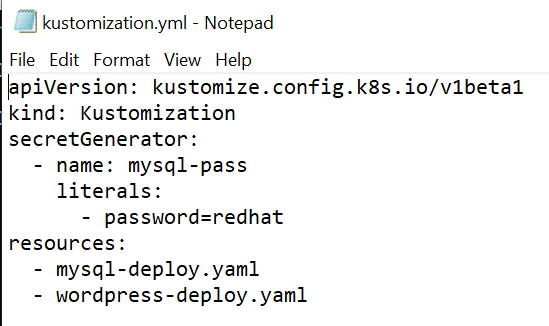 kustomization.yml - Notepad
File Edit Format View Help
apiVersion: kustomize.config.k8s.io/v1beta1
kind: Kustomization
secretGenerator:
  - name: mysql-pass
    literals:
      - password=redhat
resources:
  - mysql-deploy.yaml
  - wordpress-deploy.yaml